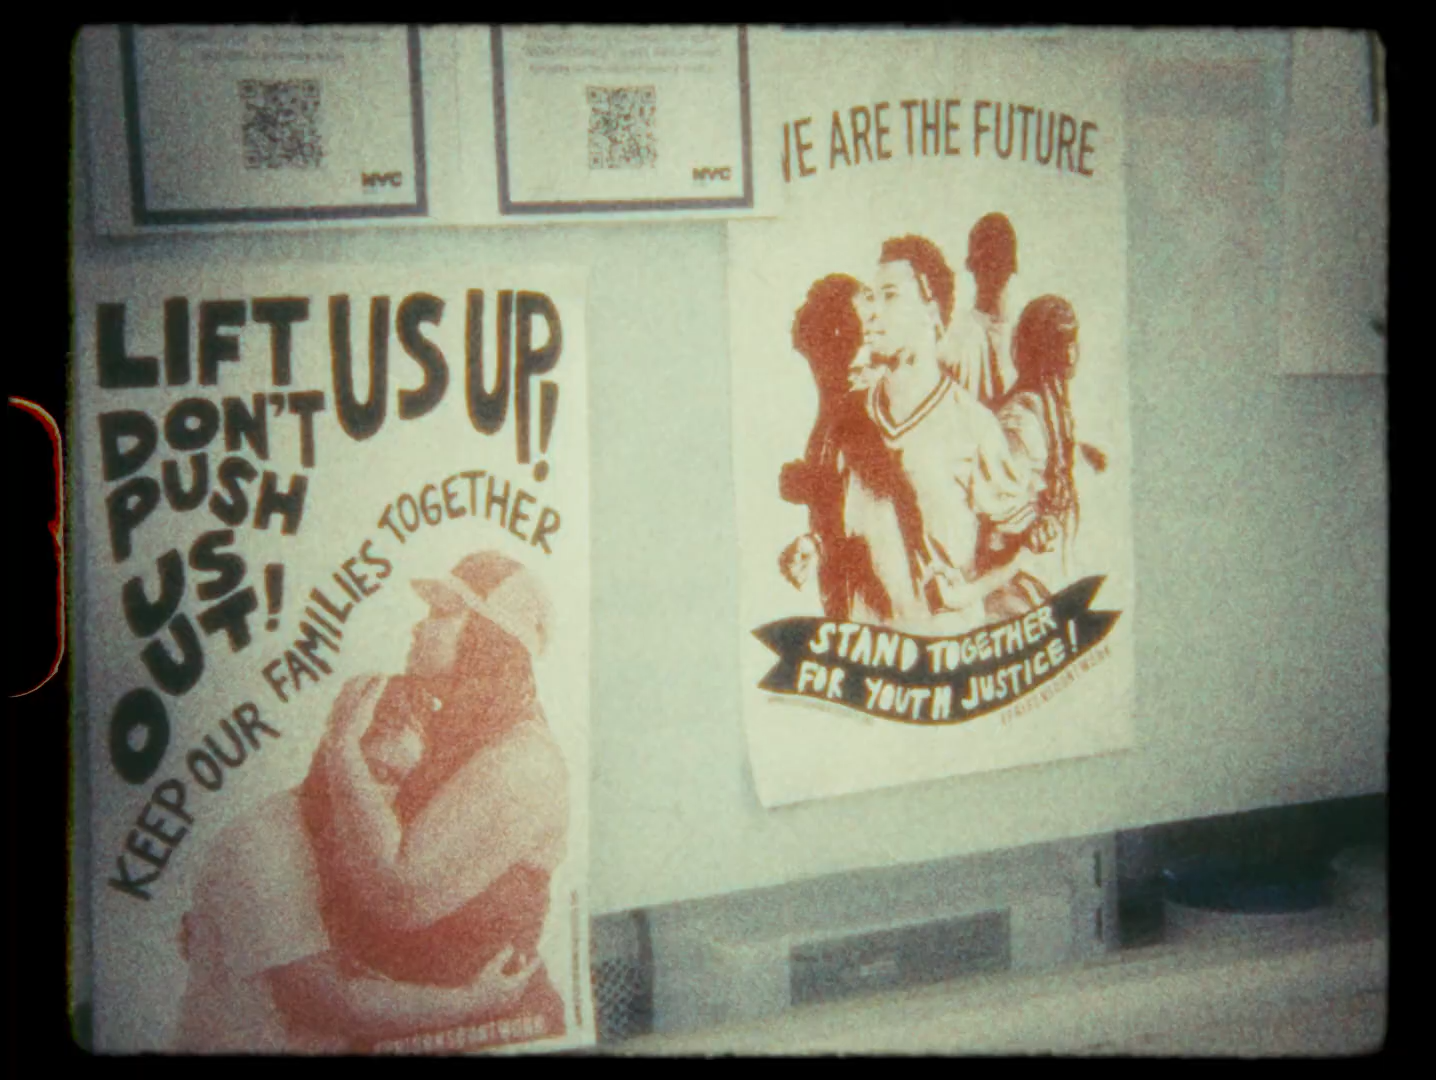 NYC
NYC
LIFT US UP!
DON'T
PUSH
US
OUT!
KEEP OUR FAMILIES TOGETHER
WE ARE THE FUTURE
STAND TOGETHER
FOR YOUTH JUSTICE!